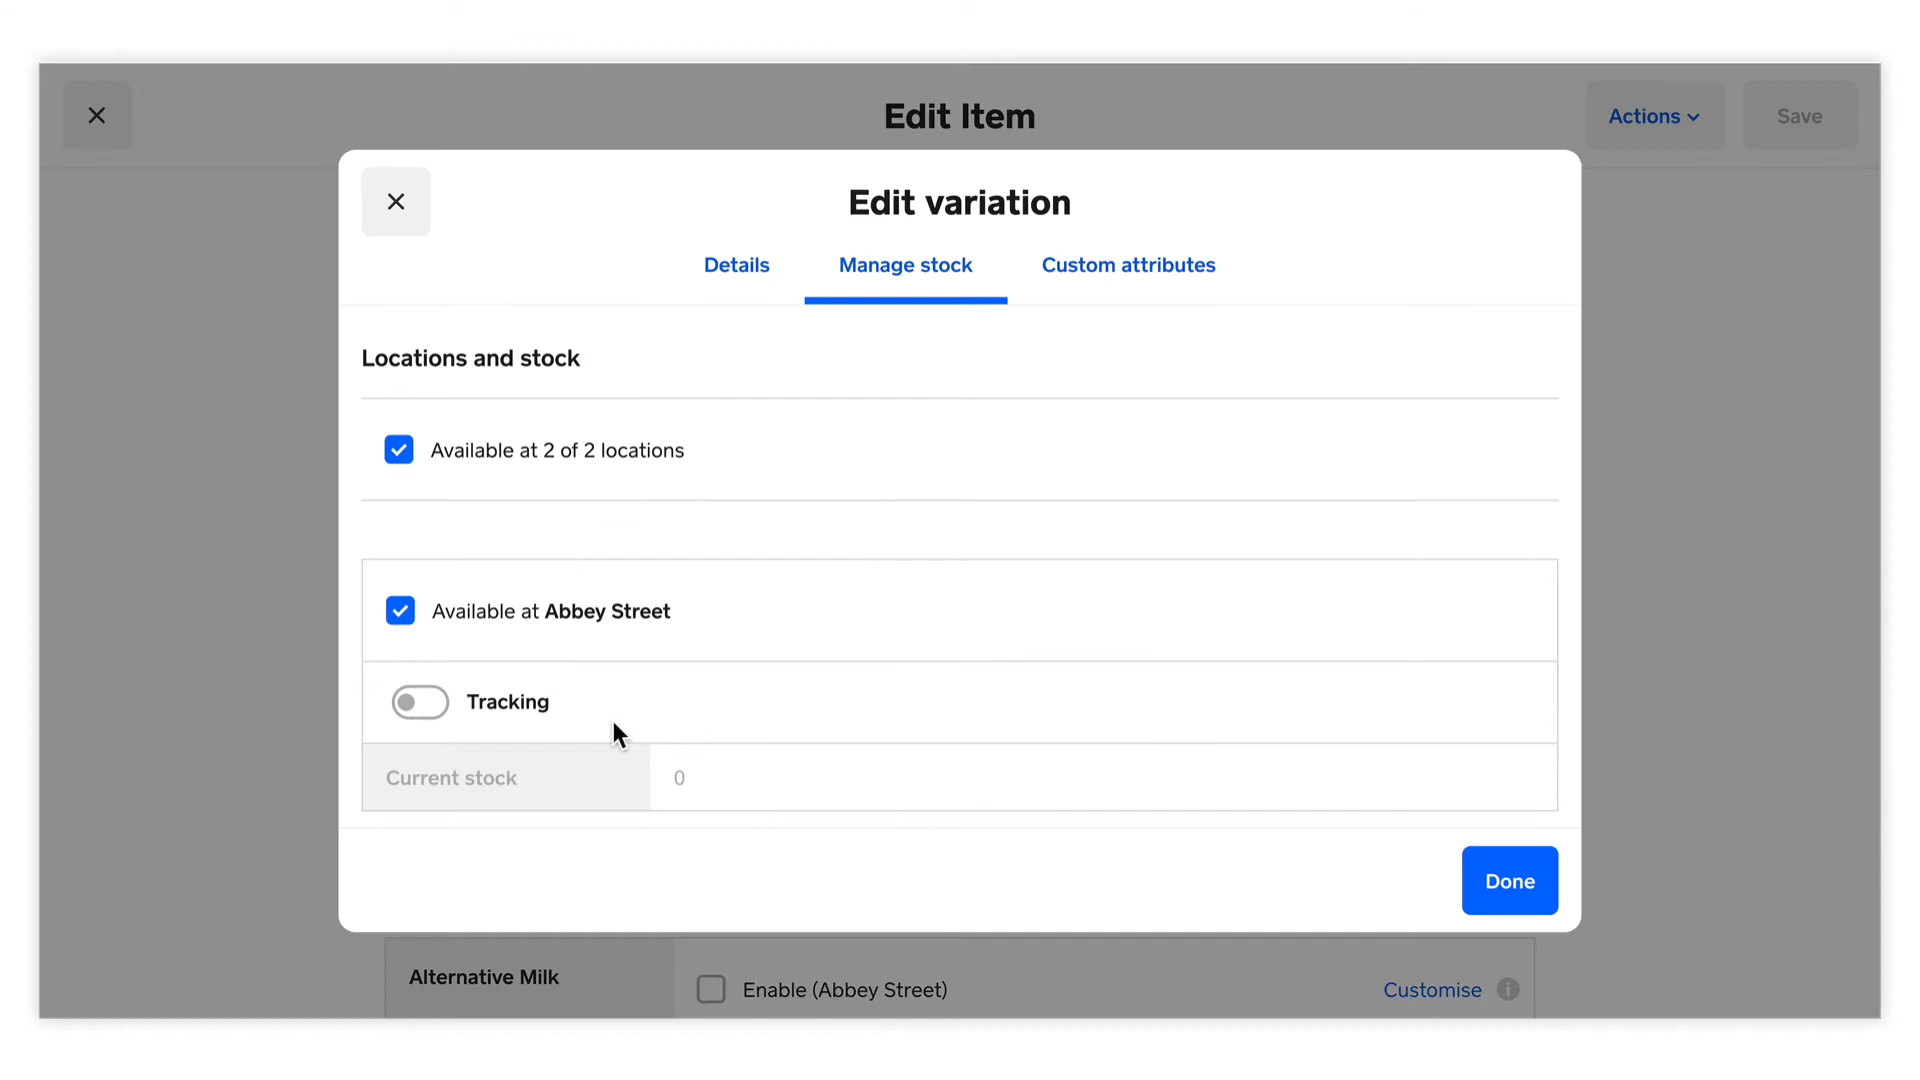 Edit Item
Actions
Save
Edit variation
Details
Manage stock
Custom attributes
Locations and stock
Available at 2 of 2 locations
Available at Abbey Street
Tracking
Current stock
0
Done
Alternative Milk
Enable (Abbey Street)
Customise